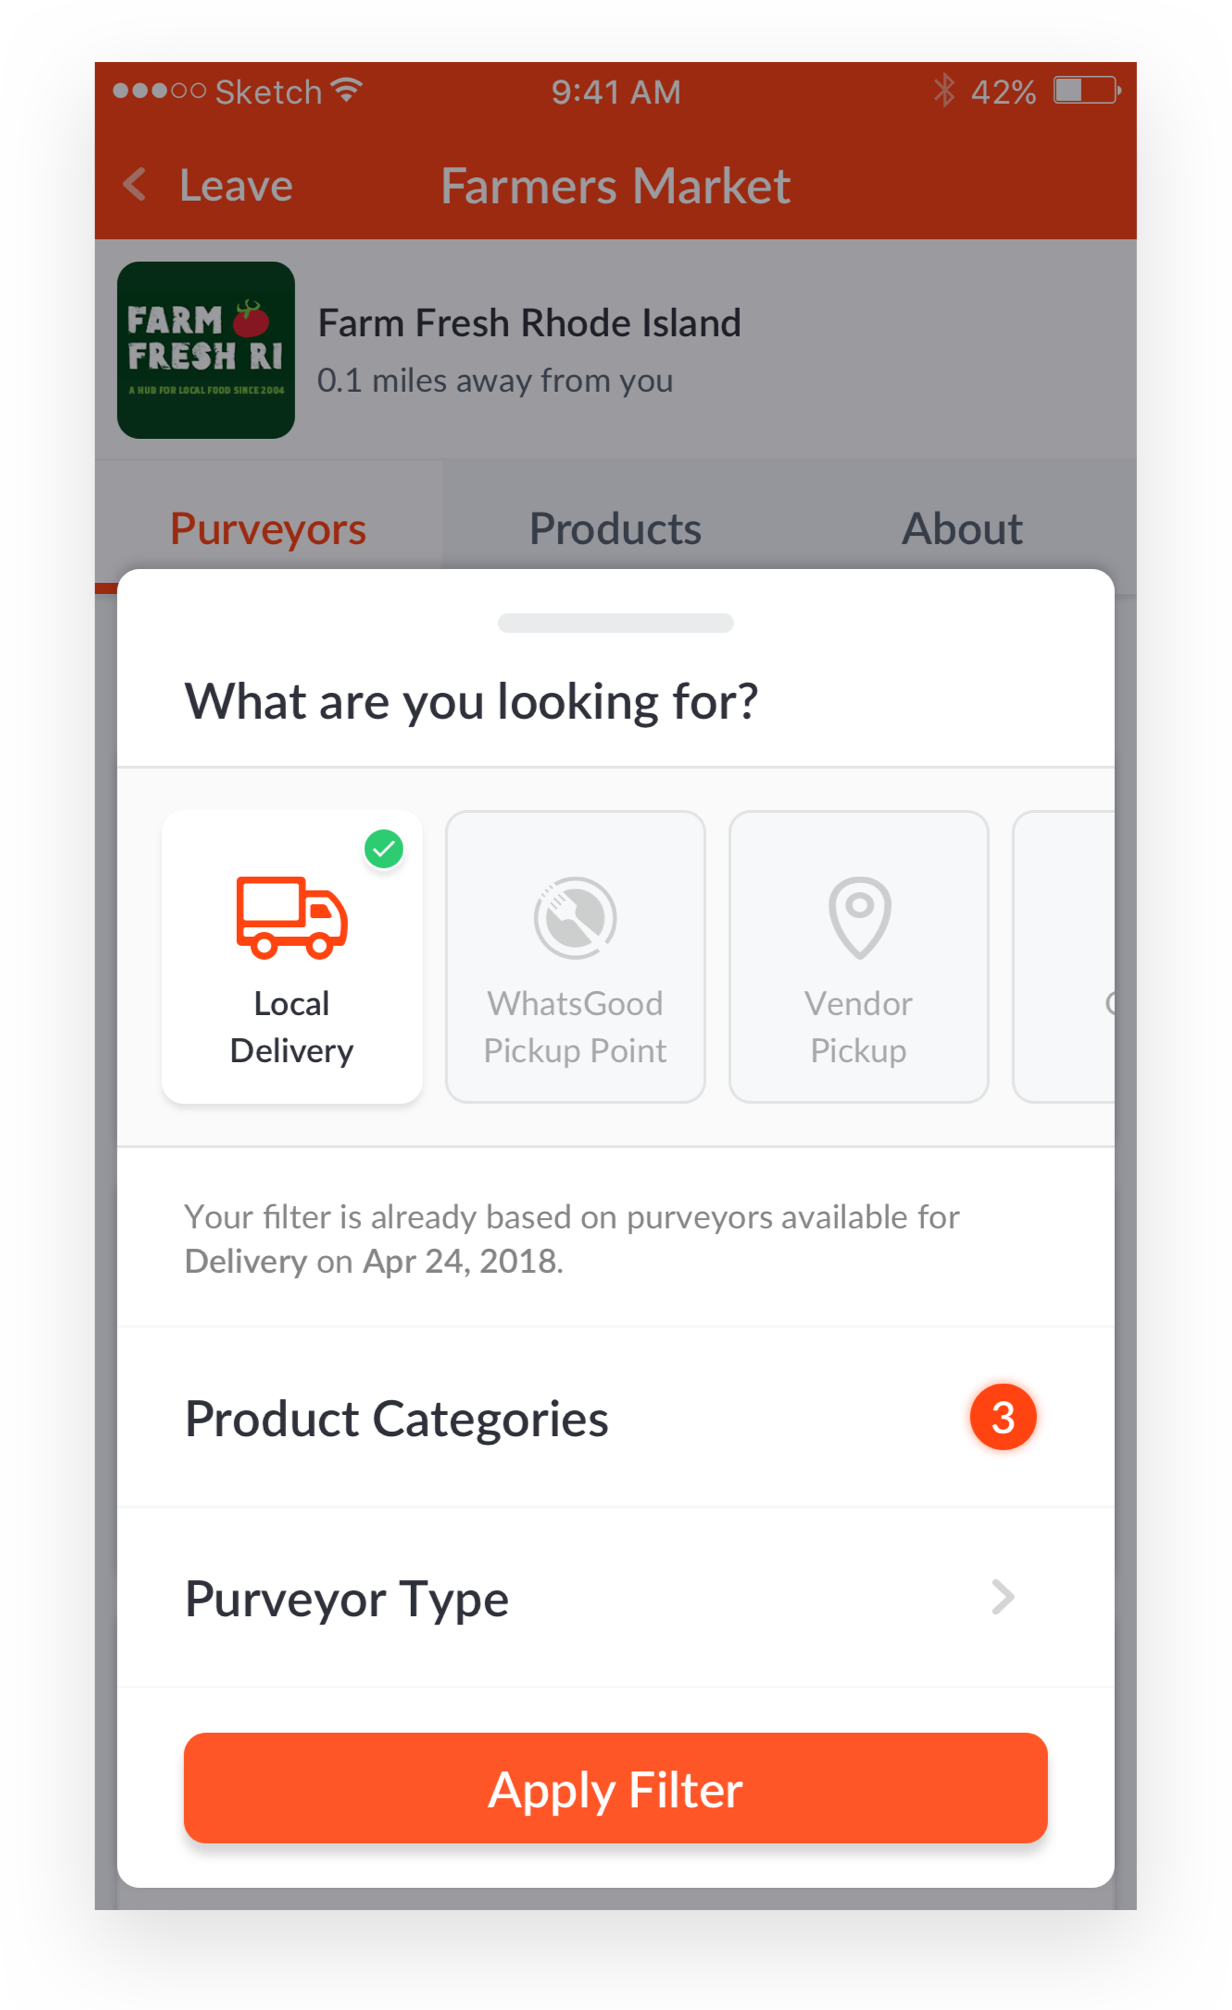 Sketch 9:41 AM 42%
Leave Farmers Market
FARM
FRESH RI
A HUB FOR LOCAL FOOD SINCE 2004
Farm Fresh Rhode Island
0.1 miles away from you
Purveyors Products About
What are you looking for?
Local
Delivery
WhatsGood
Pickup Point
Vendor
Pickup
Your filter is already based on purveyors available for
Delivery on Apr 24, 2018.
Product Categories 3
Purveyor Type
Apply Filter